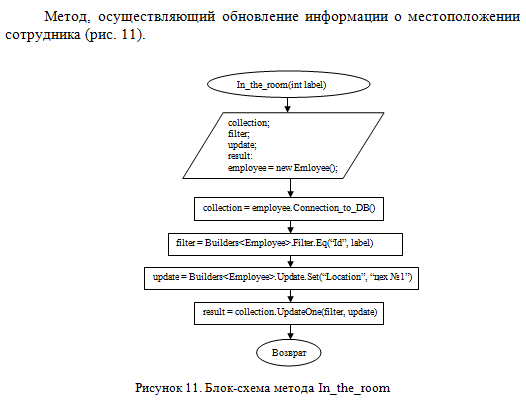 Метод, осуществляющий обновление информации о местоположении
сотрудника (рис. 11).
In_the_room(int label)
collection;
filter;
update;
result:
employee = new Emloyee();
collection = employee.Connection_to_DB()
filter = Builders<Employee>.Filter.Eq(“Id”, label)
update = Builders<Employee>.Update.Set(“Location”, “цех №1”)
result = collection.UpdateOne(filter, update)
Возврат
Рисунок 11. Блок-схема метода In_the_room